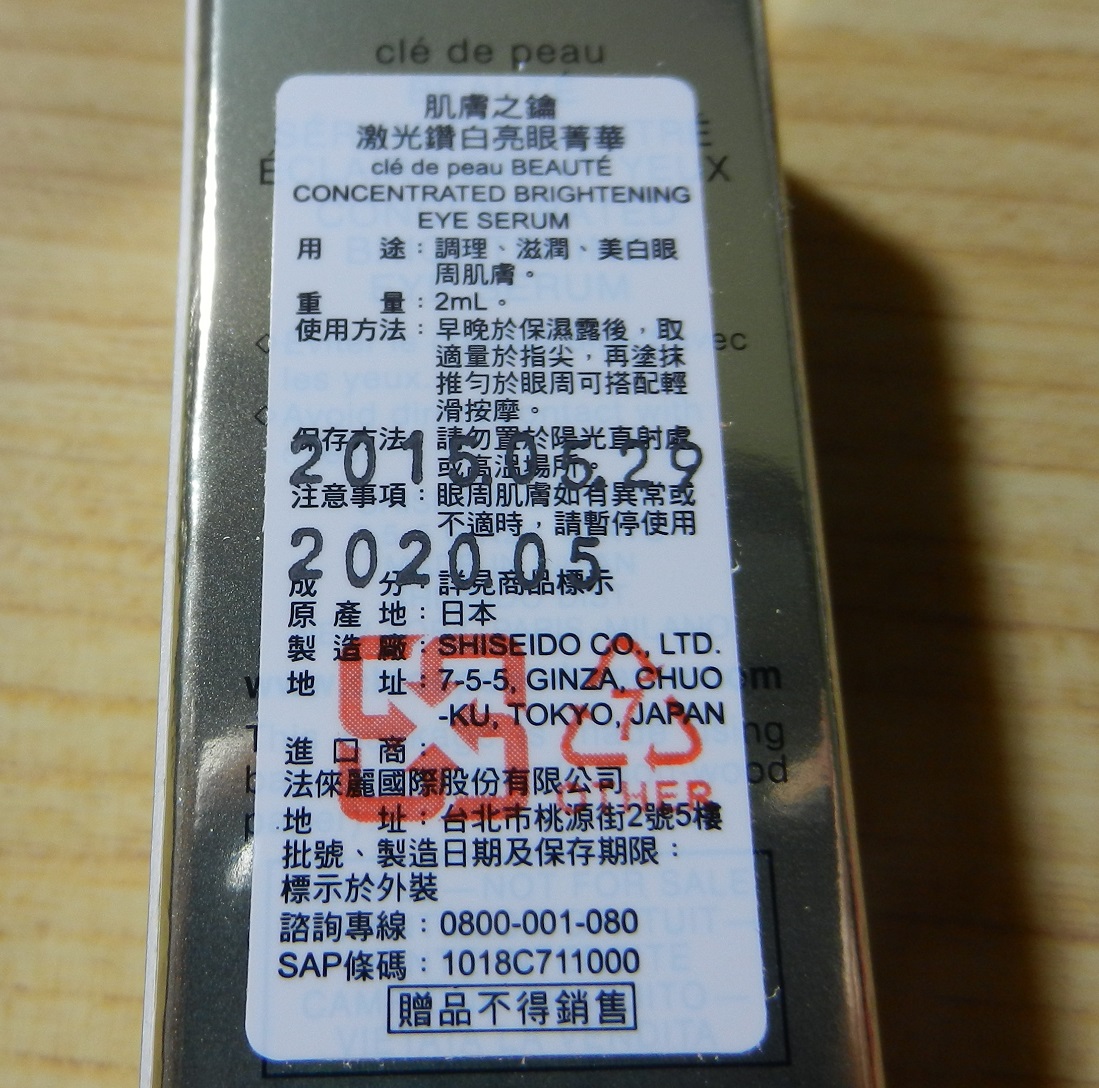 clé de peau
肌膚之鑰
激光鑽白亮眼菁華
clé de peau BEAUTÉ
CONCENTRATED BRIGHTENING
EYE SERUM
用途：調理、滋潤、美白眼
周肌膚。
重量：2mL。
使用方法：早晚於保濕露後，取
適量於指尖，再塗抹
推勻於眼周可搭配輕
滑按摩。
保存方法：請勿置於陽光直射處
或高溫場所。
2015.05.29
注意事項：眼周肌膚如有異常或
不適時，請暫停使用
2020.05
成分：詳見商品標示
原產地：日本
製造廠：SHISEIDO CO., LTD.
地址：7-5-5, GINZA, CHUO
-KU, TOKYO, JAPAN
進口商：
法倈麗國際股份有限公司
7
OTHER
地址：台北市桃源街2號5樓
批號、製造日期及保存期限：
標示於外裝
諮詢專線：0800-001-080
SAP條碼：1018C711000
贈品不得銷售